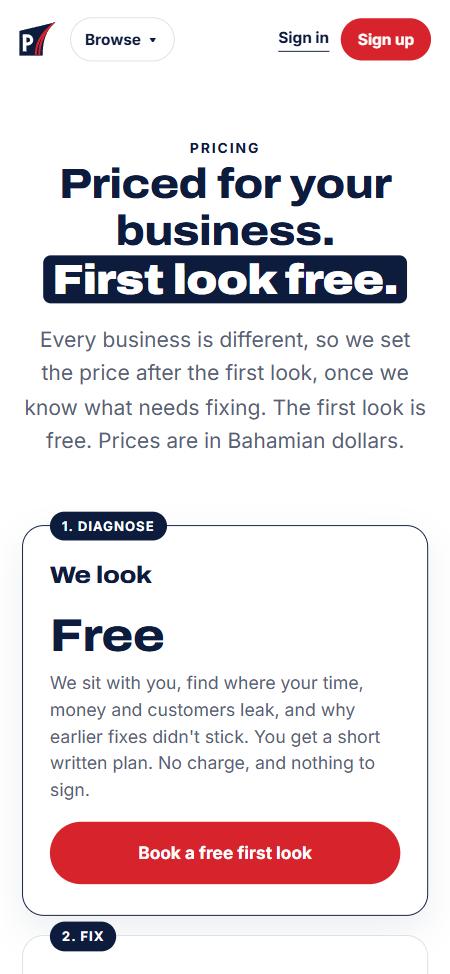 P
Browse
Sign in
Sign up
PRICING
Priced for your
business.
First look free.
Every business is different, so we set
the price after the first look, once we
know what needs fixing. The first look is
free. Prices are in Bahamian dollars.
1. DIAGNOSE
We look
Free
We sit with you, find where your time,
money and customers leak, and why
earlier fixes didn't stick. You get a short
written plan. No charge, and nothing to
sign.
Book a free first look
2. FIX